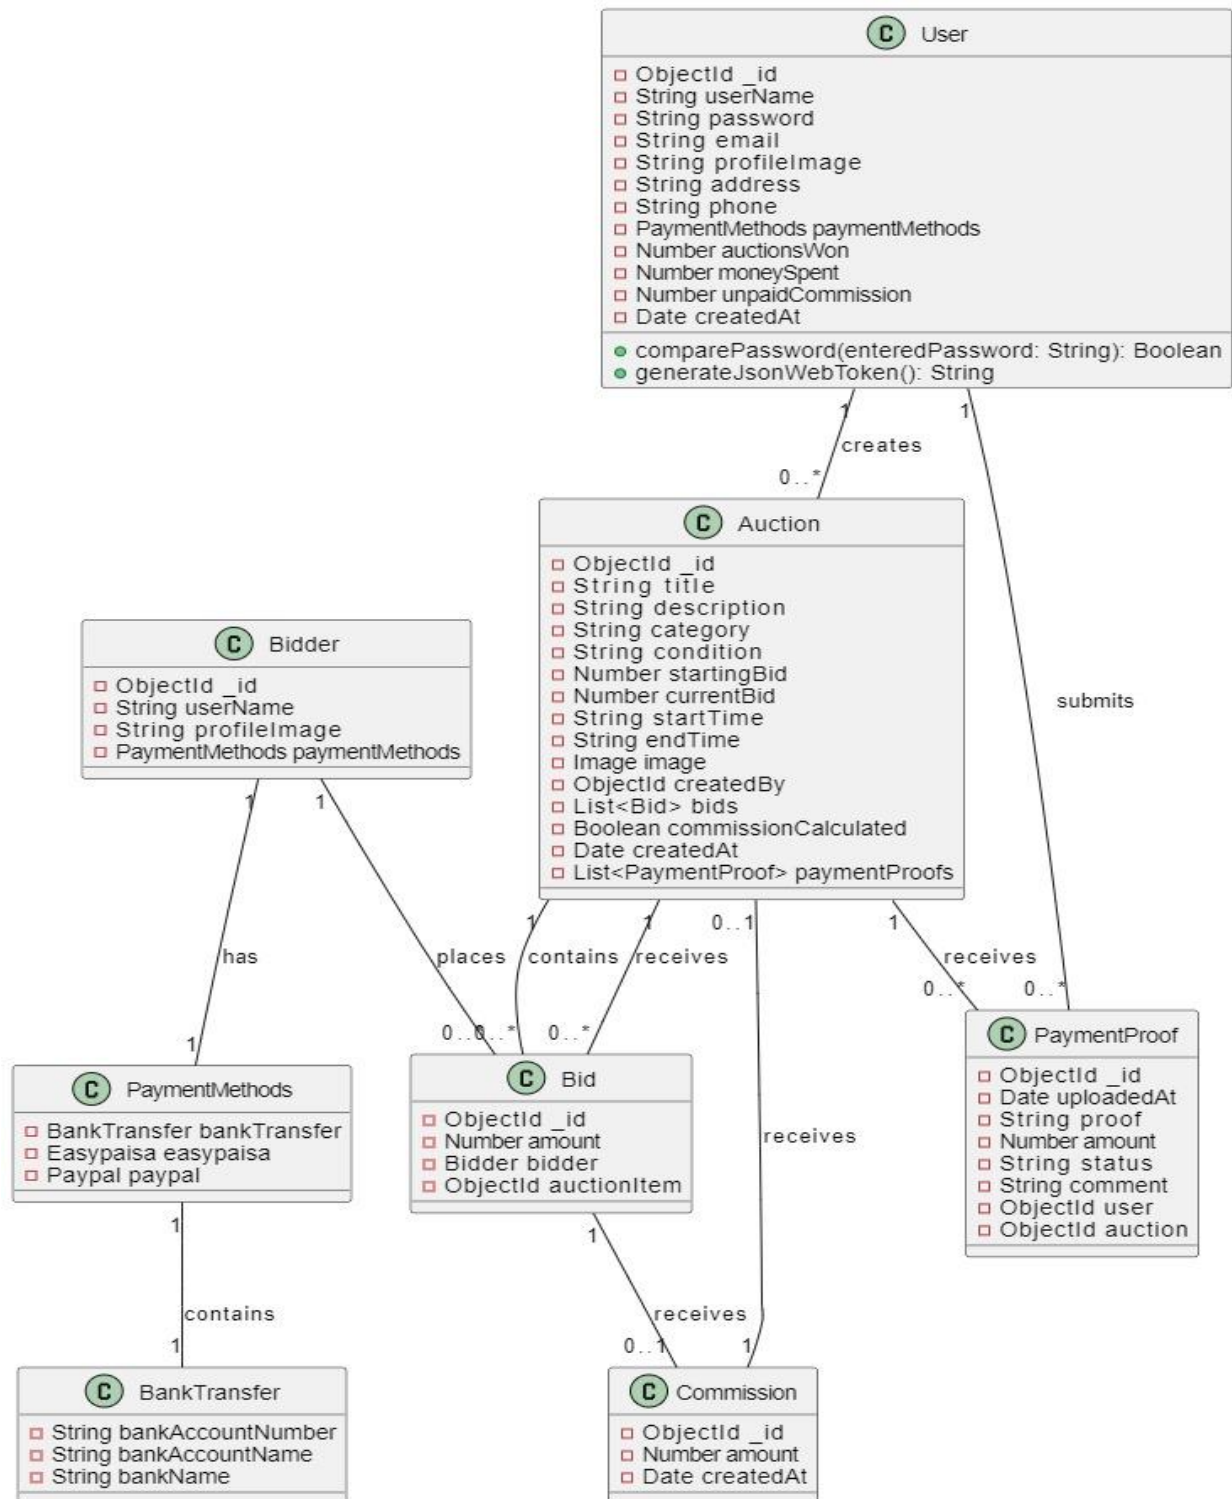 C User
ObjectId _id
String userName
String password
String email
String profileImage
String address
String phone
PaymentMethods paymentMethods
Number auctionsWon
Number moneySpent
Number unpaidCommission
Date createdAt
comparePassword(enteredPassword: String): Boolean
generateJsonWebToken(): String
1
1
creates
0..*
C Auction
ObjectId _id
String title
String description
String category
String condition
Number startingBid
Number currentBid
String startTime
String endTime
Image image
ObjectId createdBy
List<Bid> bids
Boolean commissionCalculated
Date createdAt
List<PaymentProof> paymentProofs
C Bidder
ObjectId _id
String userName
String profileImage
PaymentMethods paymentMethods
submits
1
1
1
1
0..1
1
has
places
contains
receives
receives
0..*
0..*
1
0..0..*
0..*
C PaymentProof
ObjectId _id
Date uploadedAt
String proof
Number amount
String status
String comment
ObjectId user
ObjectId auction
C PaymentMethods
BankTransfer bankTransfer
Easypaisa easypaisa
Paypal paypal
C Bid
ObjectId _id
Number amount
Bidder bidder
ObjectId auctionItem
receives
1
1
contains
receives
1
0..1
1
C BankTransfer
String bankAccountNumber
String bankAccountName
String bankName
C Commission
ObjectId _id
Number amount
Date createdAt